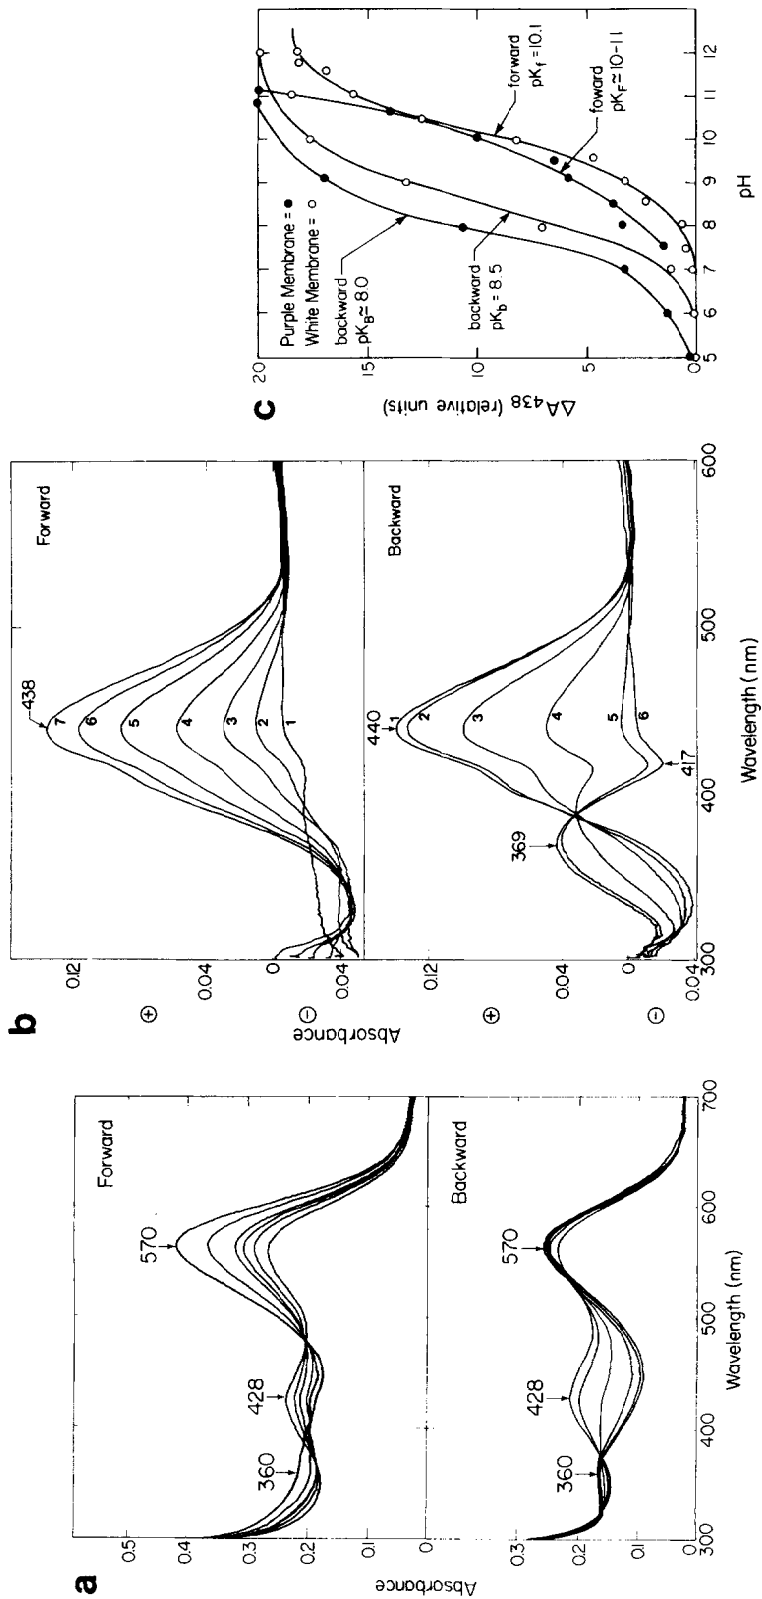 a
Forward
570
428
360
0.5
0.4
0.3
0.2
0.1
0
Backward
570
428
360
0.3
0.2
0.1
0
300
400
500
600
700
Absorbance
Wavelength (nm)
b
Forward
438
7
6
5
4
3
2
1
0.12
0.04
0
0.04
⊕
⊖
Absorbance
Backward
440
369
417
1
2
3
4
5
6
0.12
0.04
0
0.04
⊕
⊖
300
400
500
600
Wavelength (nm)
c
20
15
10
5
0
ΔA438 (relative units)
Purple Membrane = ●
White Membrane = ○
backward
pKB ≃ 8.0
backward
pKb = 8.5
forward
pKf = 10.1
foward
pKF ≃ 10-11
5
6
7
8
9
10
11
12
pH